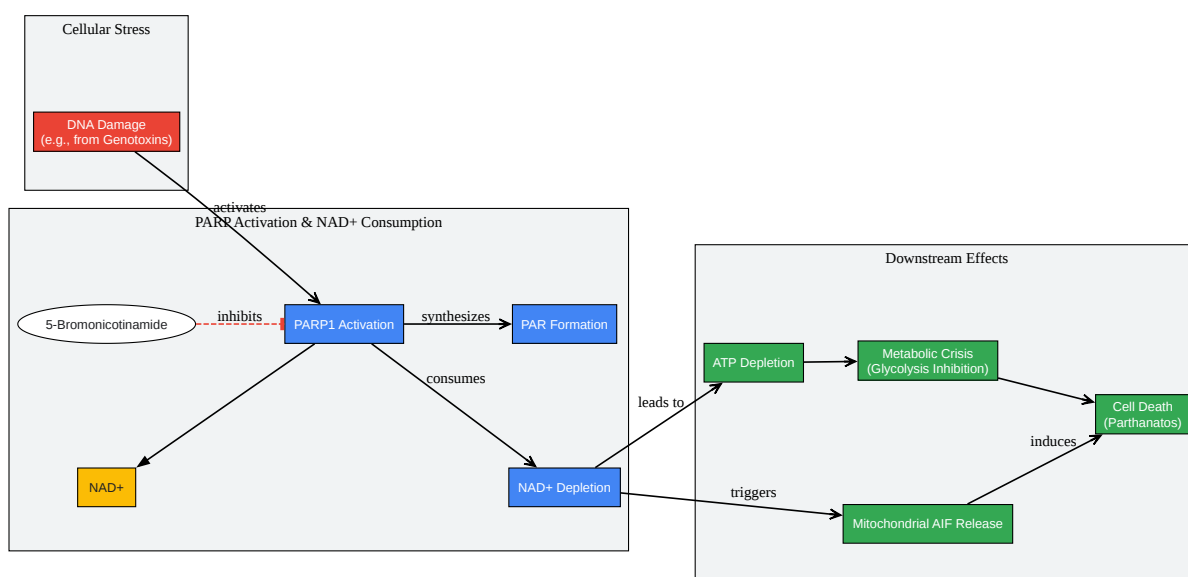 Cellular Stress
DNA Damage
(e.g., from Genotoxins)
activates
PARP Activation & NAD+ Consumption
5-Bromonicotinamide
inhibits
PARP1 Activation
synthesizes
PAR Formation
consumes
NAD+
NAD+ Depletion
Downstream Effects
leads to
ATP Depletion
Metabolic Crisis
(Glycolysis Inhibition)
Cell Death
(Parthanatos)
induces
triggers
Mitochondrial AIF Release